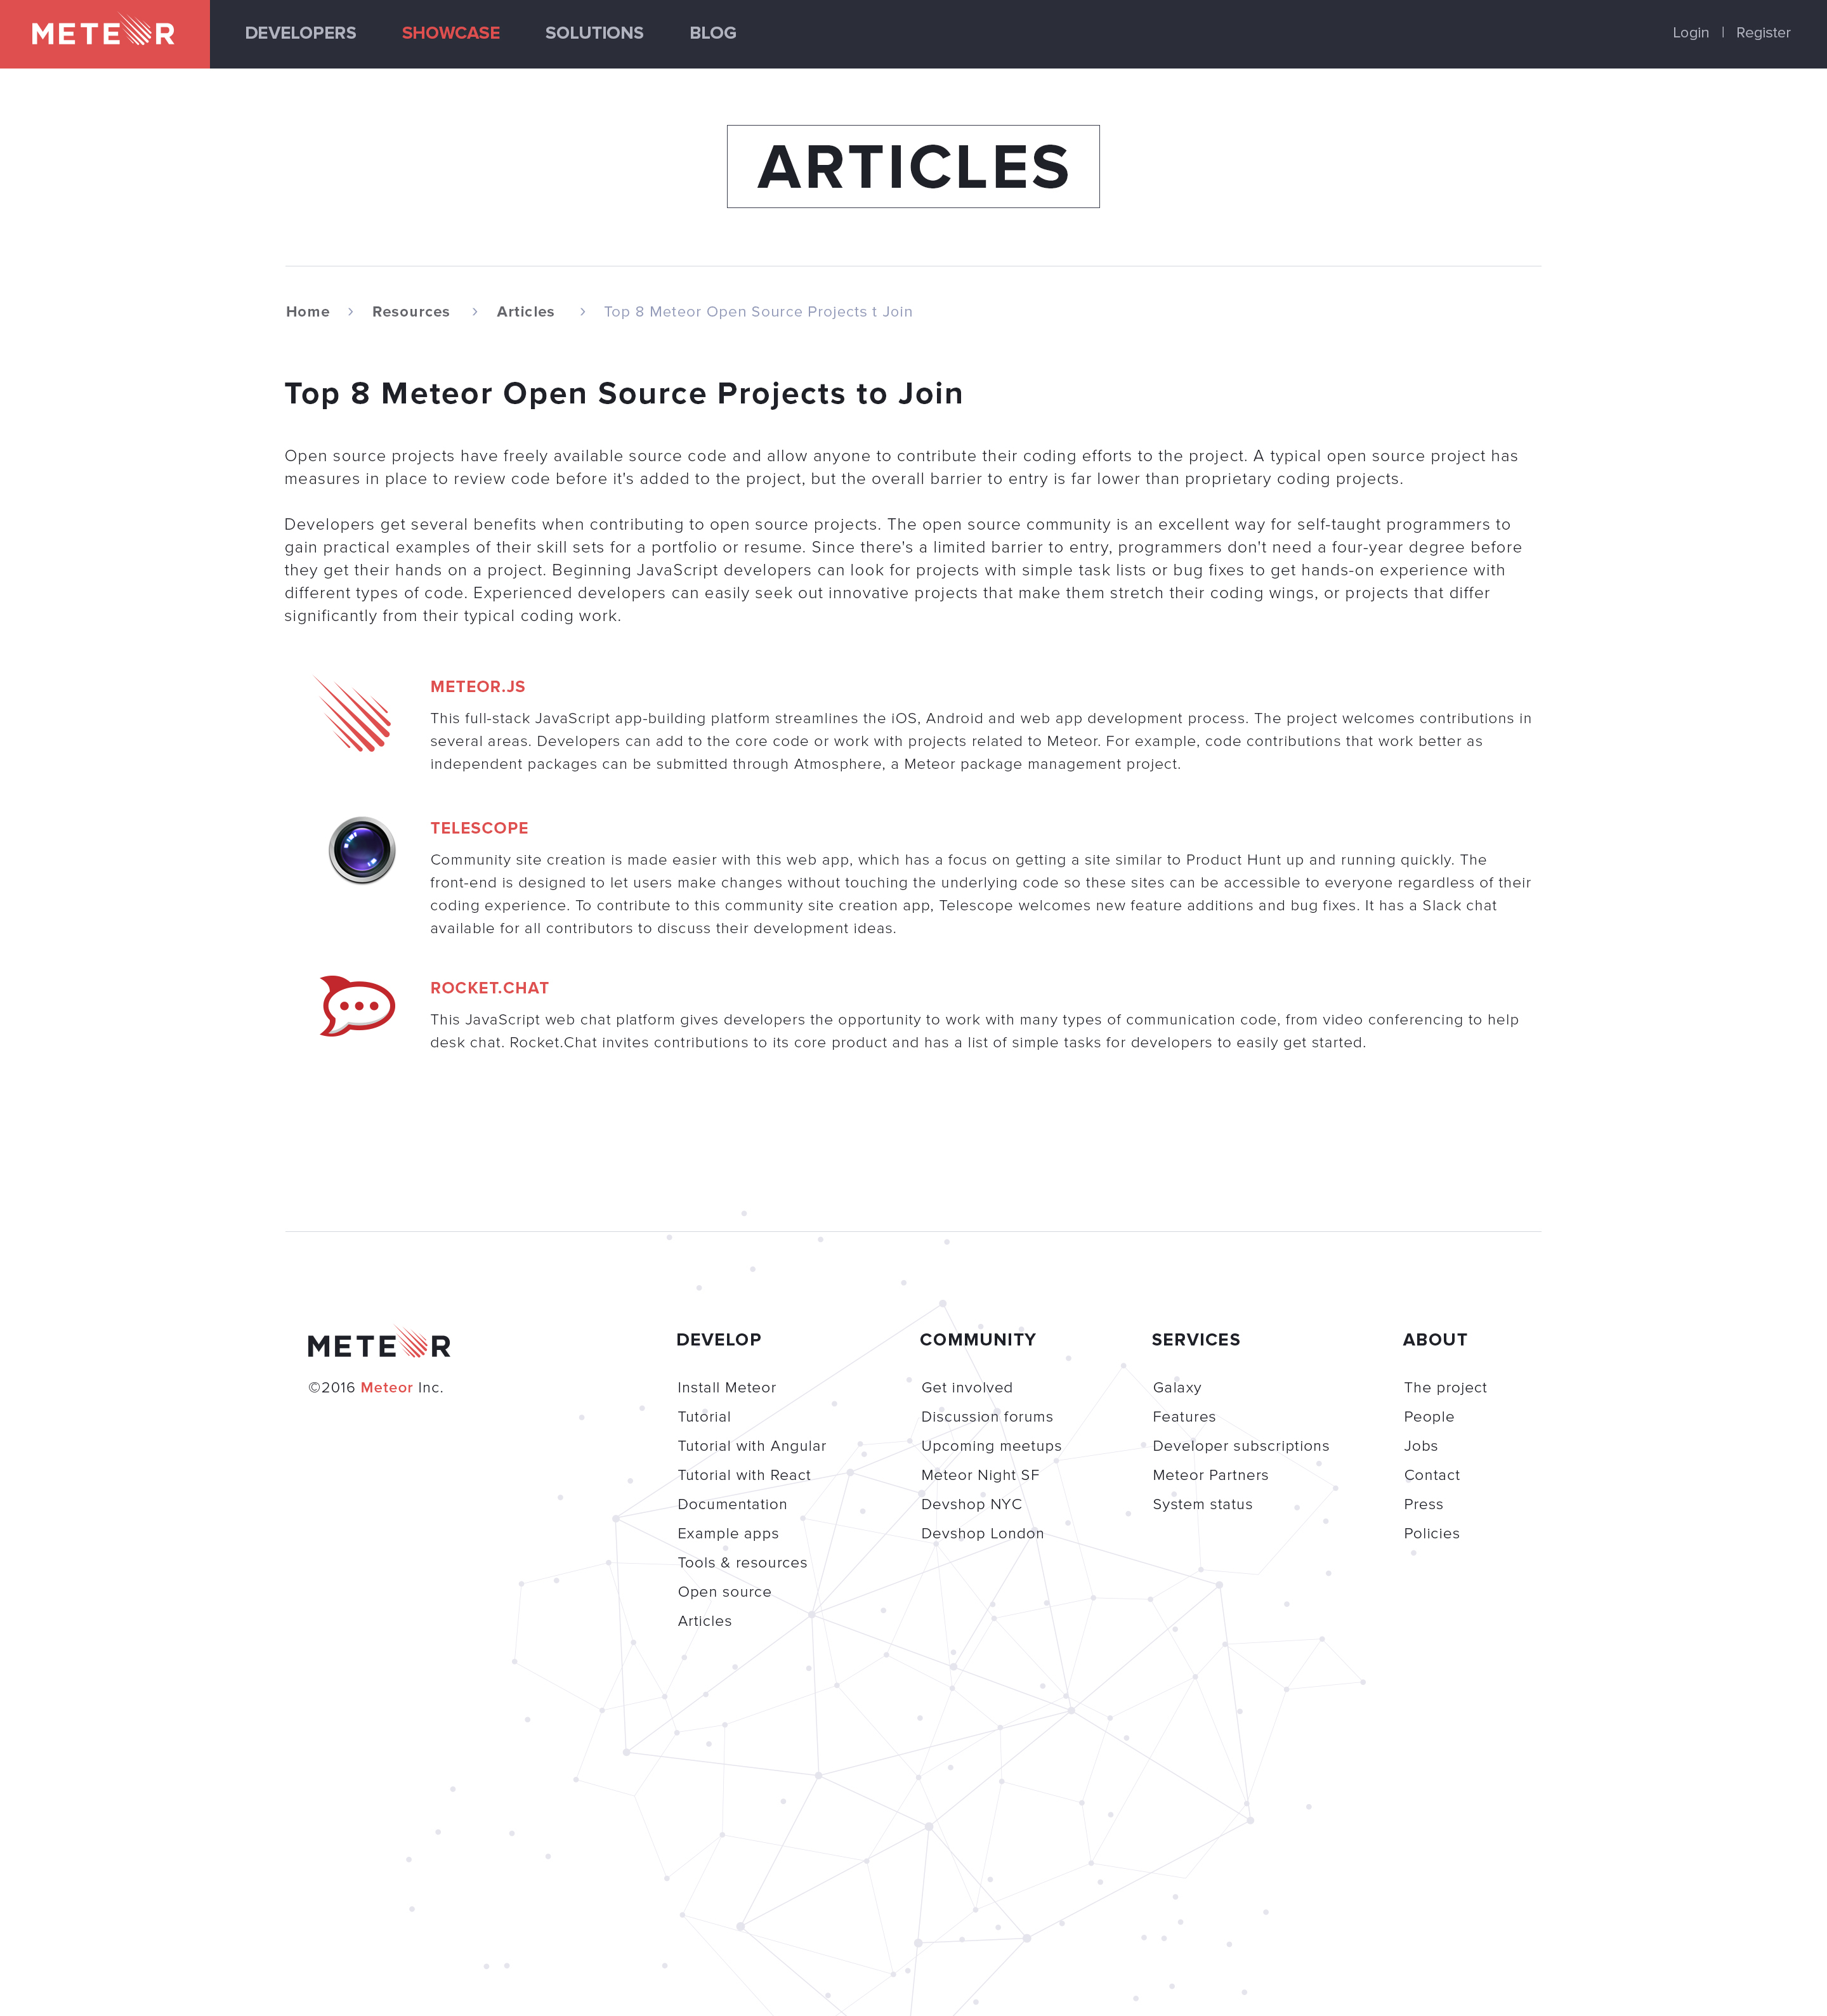 METEOR
DEVELOPERS SHOWCASE SOLUTIONS BLOG Login | Register
ARTICLES
Home > Resources > Articles > Top 8 Meteor Open Source Projects t Join
Top 8 Meteor Open Source Projects to Join
Open source projects have freely available source code and allow anyone to contribute their coding efforts to the project. A typical open source project has
measures in place to review code before it's added to the project, but the overall barrier to entry is far lower than proprietary coding projects.
Developers get several benefits when contributing to open source projects. The open source community is an excellent way for self-taught programmers to
gain practical examples of their skill sets for a portfolio or resume. Since there's a limited barrier to entry, programmers don't need a four-year degree before
they get their hands on a project. Beginning JavaScript developers can look for projects with simple task lists or bug fixes to get hands-on experience with
different types of code. Experienced developers can easily seek out innovative projects that make them stretch their coding wings, or projects that differ
significantly from their typical coding work.
METEOR.JS
This full-stack JavaScript app-building platform streamlines the iOS, Android and web app development process. The project welcomes contributions in
several areas. Developers can add to the core code or work with projects related to Meteor. For example, code contributions that work better as
independent packages can be submitted through Atmosphere, a Meteor package management project.
TELESCOPE
Community site creation is made easier with this web app, which has a focus on getting a site similar to Product Hunt up and running quickly. The
front-end is designed to let users make changes without touching the underlying code so these sites can be accessible to everyone regardless of their
coding experience. To contribute to this community site creation app, Telescope welcomes new feature additions and bug fixes. It has a Slack chat
available for all contributors to discuss their development ideas.
ROCKET.CHAT
This JavaScript web chat platform gives developers the opportunity to work with many types of communication code, from video conferencing to help
desk chat. Rocket.Chat invites contributions to its core product and has a list of simple tasks for developers to easily get started.
METEOR
©2016 Meteor Inc.
DEVELOP
Install Meteor
Tutorial
Tutorial with Angular
Tutorial with React
Documentation
Example apps
Tools & resources
Open source
Articles
COMMUNITY
Get involved
Discussion forums
Upcoming meetups
Meteor Night SF
Devshop NYC
Devshop London
SERVICES
Galaxy
Features
Developer subscriptions
Meteor Partners
System status
ABOUT
The project
People
Jobs
Contact
Press
Policies